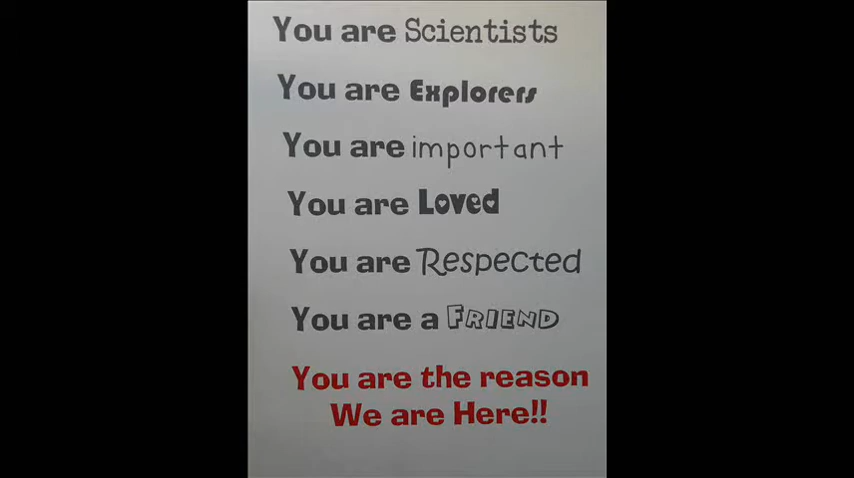 You are Scientists
You are Explorers
You are important
You are Loved
You are Respected
You are a FRIEND
You are the reason
We are Here!!